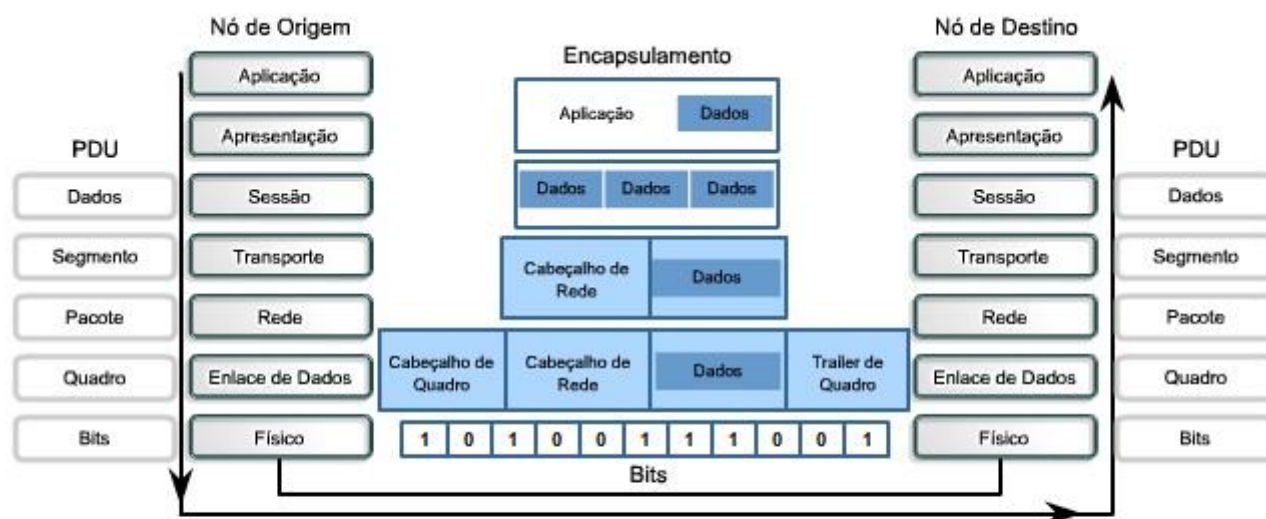 Nó de Origem
Nó de Destino
Encapsulamento
Aplicação
Aplicação
Dados
Aplicação
Apresentação
Apresentação
PDU
PDU
Dados
Sessão
Dados
Dados
Dados
Sessão
Dados
Segmento
Transporte
Cabeçalho de
Rede
Dados
Transporte
Segmento
Pacote
Rede
Rede
Pacote
Quadro
Enlace de Dados
Cabeçalho de
Quadro
Cabeçalho de
Rede
Dados
Trailer de
Quadro
Enlace de Dados
Quadro
Bits
Físico
1 0 1 0 0 1 1 1 0 0 1
Físico
Bits
Bits